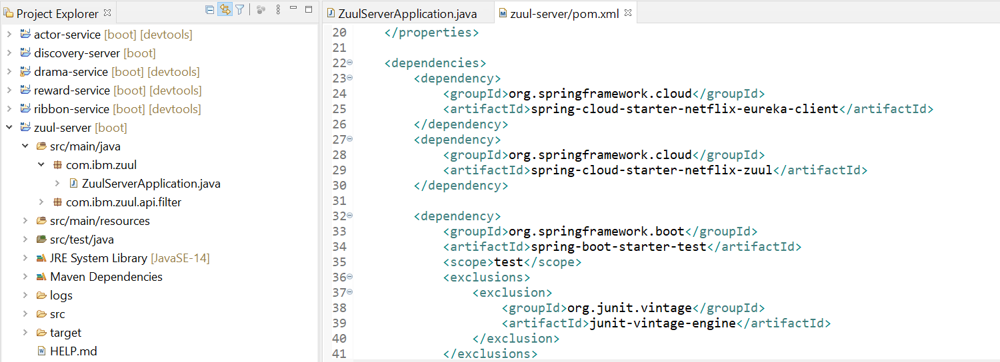 Project Explorer
actor-service [boot] [devtools]
discovery-server [boot]
drama-service [boot] [devtools]
reward-service [boot] [devtools]
ribbon-service [boot] [devtools]
zuul-server [boot]
src/main/java
com.ibm.zuul
ZuulServerApplication.java
com.ibm.zuul.api.filter
src/main/resources
src/test/java
JRE System Library [JavaSE-14]
Maven Dependencies
logs
src
target
HELP.md
ZuulServerApplication.java
zuul-server/pom.xml
20 </properties>
21
22 <dependencies>
23 <dependency>
24 <groupId>org.springframework.cloud</groupId>
25 <artifactId>spring-cloud-starter-netflix-eureka-client</artifactId>
26 </dependency>
27 <dependency>
28 <groupId>org.springframework.cloud</groupId>
29 <artifactId>spring-cloud-starter-netflix-zuul</artifactId>
30 </dependency>
31
32 <dependency>
33 <groupId>org.springframework.boot</groupId>
34 <artifactId>spring-boot-starter-test</artifactId>
35 <scope>test</scope>
36 <exclusions>
37 <exclusion>
38 <groupId>org.junit.vintage</groupId>
39 <artifactId>junit-vintage-engine</artifactId>
40 </exclusion>
41 </exclusions>